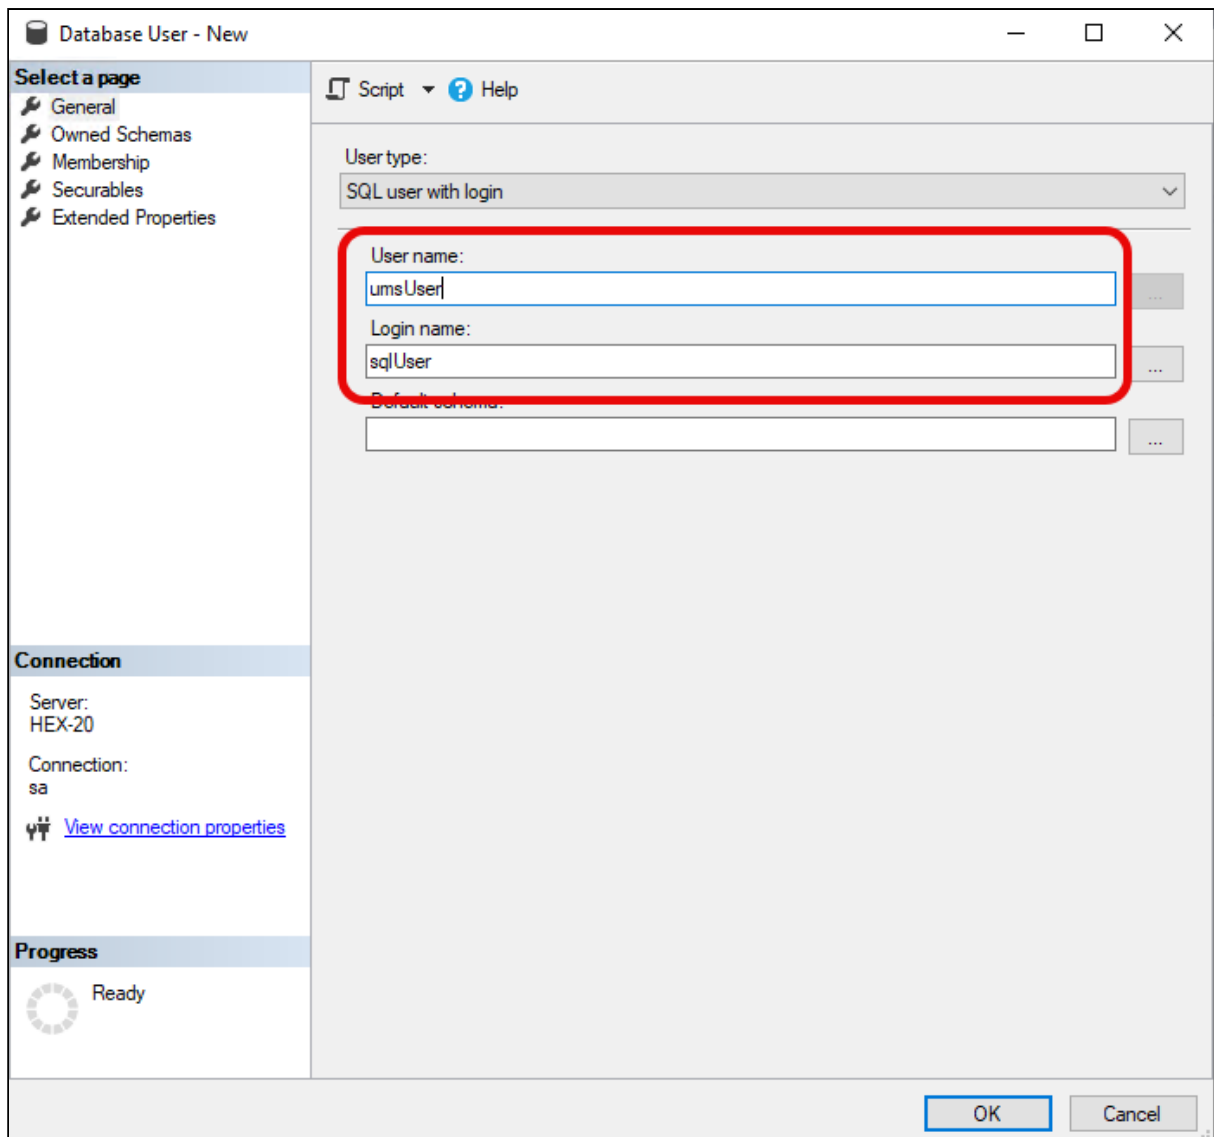 Database User - New
Select a page
General
Owned Schemas
Membership
Securables
Extended Properties
Script
Help
User type:
SQL user with login
User name:
umsUser
...
Login name:
sqlUser
...
Default schema:
...
Connection
Server:
HEX-20
Connection:
sa
View connection properties
Progress
Ready
OK
Cancel